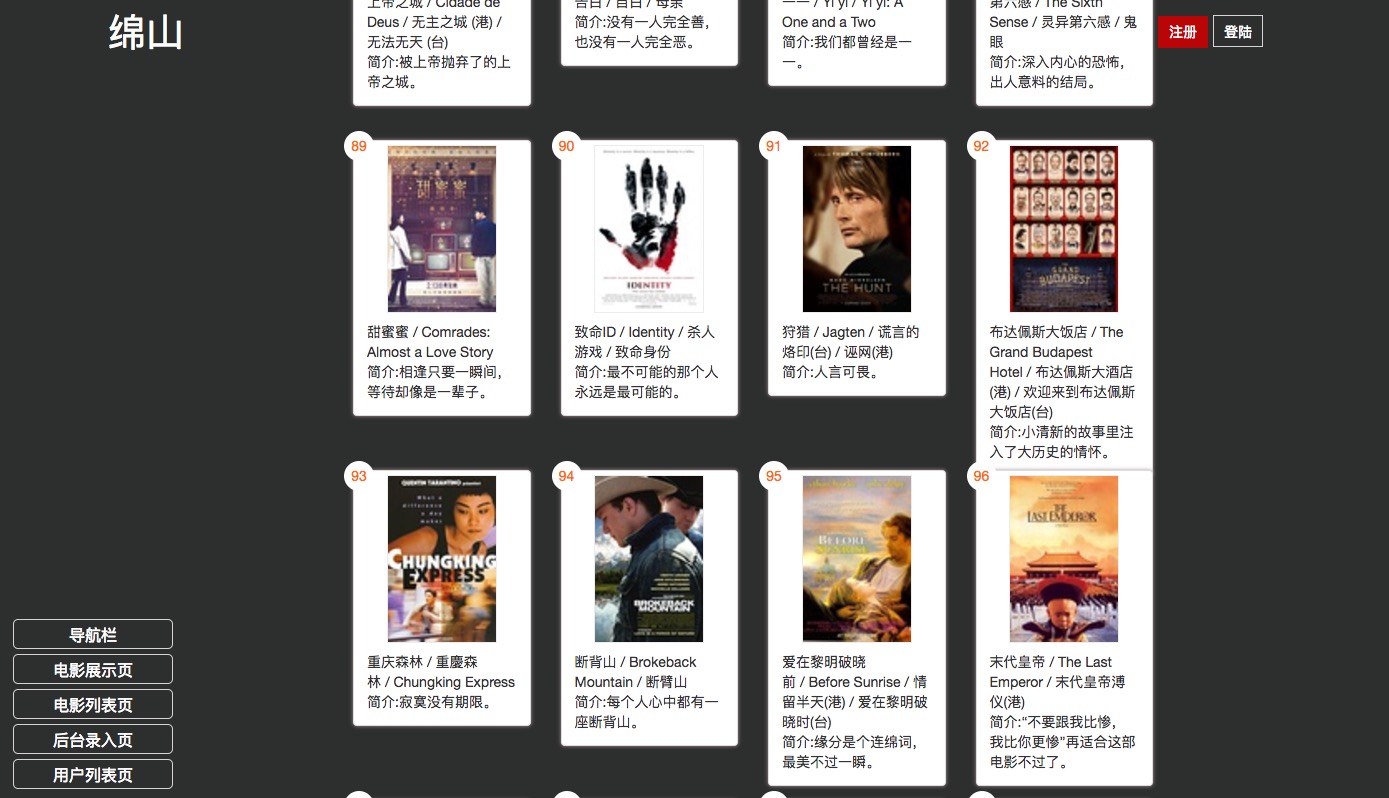 绵山
注册
登陆
上帝之城 / Cidade de
Deus / 无主之城 (港) /
无法无天 (台)
简介:被上帝抛弃了的上
帝之城。
告白 / 自白 / 母亲
简介:没有一人完全善,
也没有一人完全恶。
一一 / Yi yi / Yi yi: A
One and a Two
简介:我们都曾经是一
一。
第六感 / The Sixth
Sense / 灵异第六感 / 鬼
眼
简介:深入内心的恐怖,
出人意料的结局。
89
甜蜜蜜
甜蜜蜜 / Comrades:
Almost a Love Story
简介:相逢只要一瞬间,
等待却像是一辈子。
90
IDENTITY
致命ID / Identity / 杀人
游戏 / 致命身份
简介:最不可能的那个人
永远是最可能的。
91
THE HUNT
狩猎 / Jagten / 谎言的
烙印(台) / 诬网(港)
简介:人言可畏。
92
THE
GRAND
BUDAPEST
布达佩斯大饭店 / The
Grand Budapest
Hotel / 布达佩斯大酒店
(港) / 欢迎来到布达佩斯
大饭店(台)
简介:小清新的故事里注
入了大历史的情怀。
93
QUENTIN TARANTINO
What a
difference
a day
makes
CHUNGKING
EXPRESS
重庆森林 / 重慶森
林 / Chungking Express
简介:寂寞没有期限。
94
BROKEBACK
MOUNTAIN
断背山 / Brokeback
Mountain / 断臂山
简介:每个人心中都有一
座断背山。
95
BEFORE
SUNRISE
爱在黎明破晓
前 / Before Sunrise / 情
留半天(港) / 爱在黎明破
晓时(台)
简介:缘分是个连绵词,
最美不过一瞬。
96
THE
LAST EMPEROR
末代皇帝 / The Last
Emperor / 末代皇帝溥
仪(港)
简介:“不要跟我比惨,
我比你更惨”再适合这部
电影不过了。
导航栏
电影展示页
电影列表页
后台录入页
用户列表页